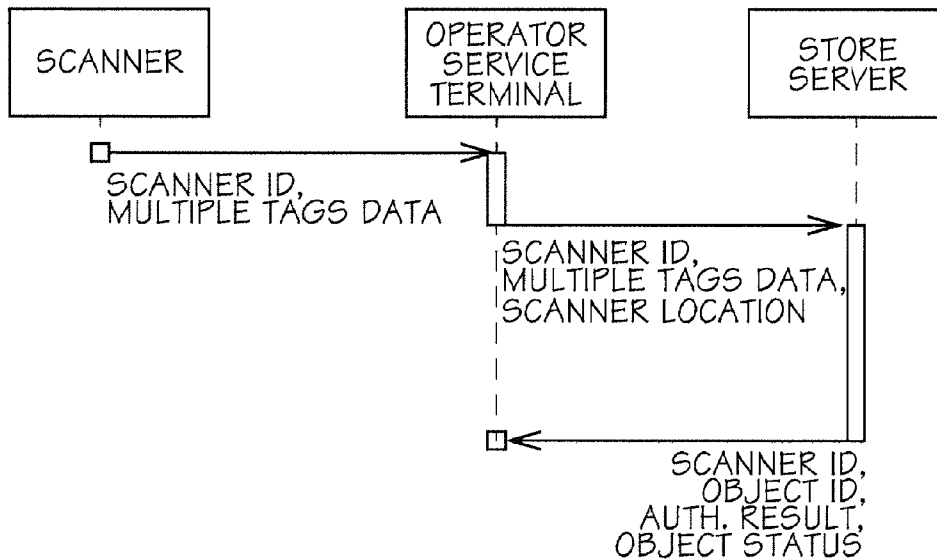 SCANNER
OPERATOR
SERVICE
TERMINAL
STORE
SERVER
SCANNER ID,
MULTIPLE TAGS DATA
SCANNER ID,
MULTIPLE TAGS DATA,
SCANNER LOCATION
SCANNER ID,
OBJECT ID,
AUTH. RESULT,
OBJECT STATUS